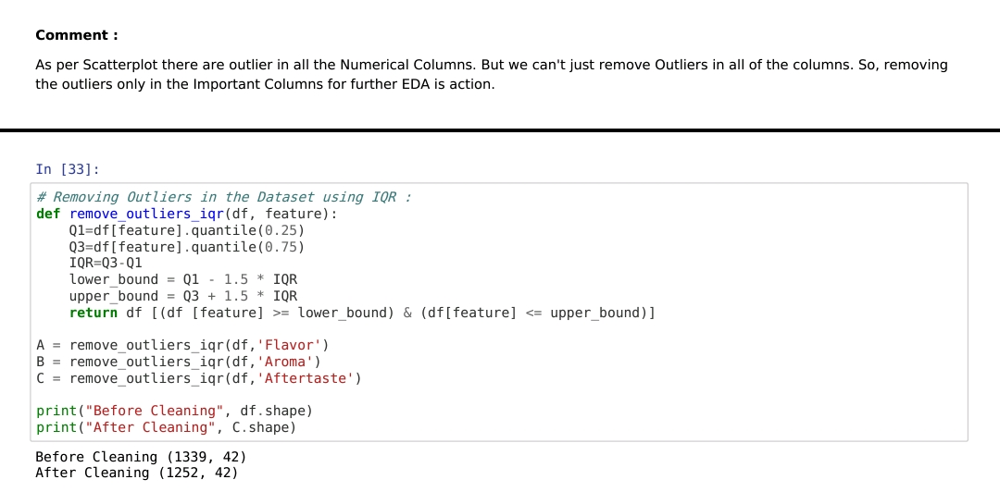 Comment :
As per Scatterplot there are outlier in all the Numerical Columns. But we can't just remove Outliers in all of the columns. So, removing
the outliers only in the Important Columns for further EDA is action.
In [33]:
# Removing Outliers in the Dataset using IQR :
def remove_outliers_iqr(df, feature):
    Q1=df[feature].quantile(0.25)
    Q3=df[feature].quantile(0.75)
    IQR=Q3-Q1
    lower_bound = Q1 - 1.5 * IQR
    upper_bound = Q3 + 1.5 * IQR
    return df [(df [feature] >= lower_bound) & (df[feature] <= upper_bound)]
A = remove_outliers_iqr(df,'Flavor')
B = remove_outliers_iqr(df,'Aroma')
C = remove_outliers_iqr(df,'Aftertaste')
print("Before Cleaning", df.shape)
print("After Cleaning", C.shape)
Before Cleaning (1339, 42)
After Cleaning (1252, 42)